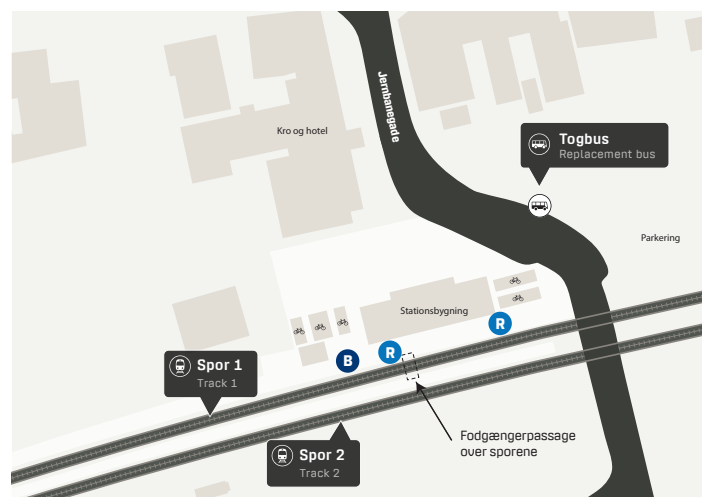 Jernbanegade
Kro og hotel
Togbus
Replacement bus
Parkering
Stationsbygning
R
B
R
Spor 1
Track 1
Spor 2
Track 2
Fodgængerpassage
over sporene